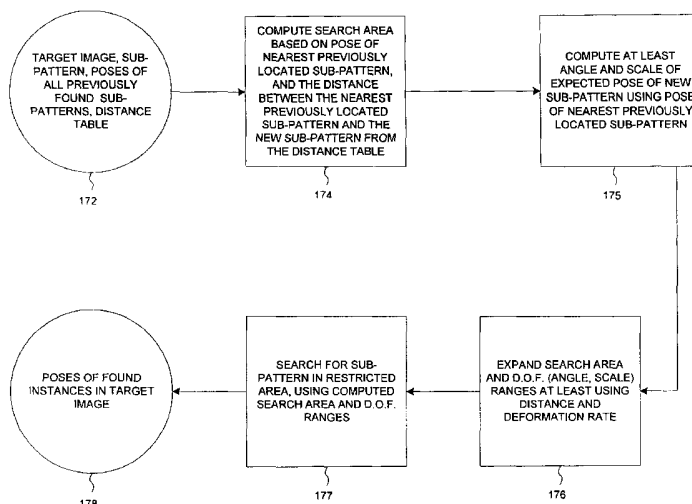 TARGET IMAGE, SUB-
PATTERN, POSES OF
ALL PREVIOUSLY
FOUND SUB-
PATTERNS, DISTANCE
TABLE
172
COMPUTE SEARCH AREA
BASED ON POSE OF
NEAREST PREVIOUSLY
LOCATED SUB-PATTERN,
AND THE DISTANCE
BETWEEN THE NEAREST
PREVIOUSLY LOCATED
SUB-PATTERN AND THE
NEW SUB-PATTERN FROM
THE DISTANCE TABLE
174
COMPUTE AT LEAST
ANGLE AND SCALE OF
EXPECTED POSE OF NEW
SUB-PATTERN USING POSE
OF NEAREST PREVIOUSLY
LOCATED SUB-PATTERN
175
EXPAND SEARCH AREA
AND D.O.F. (ANGLE, SCALE)
RANGES AT LEAST USING
DISTANCE AND
DEFORMATION RATE
176
SEARCH FOR SUB-
PATTERN IN RESTRICTED
AREA, USING COMPUTED
SEARCH AREA AND D.O.F.
RANGES
177
POSES OF FOUND
INSTANCES IN TARGET
IMAGE
178